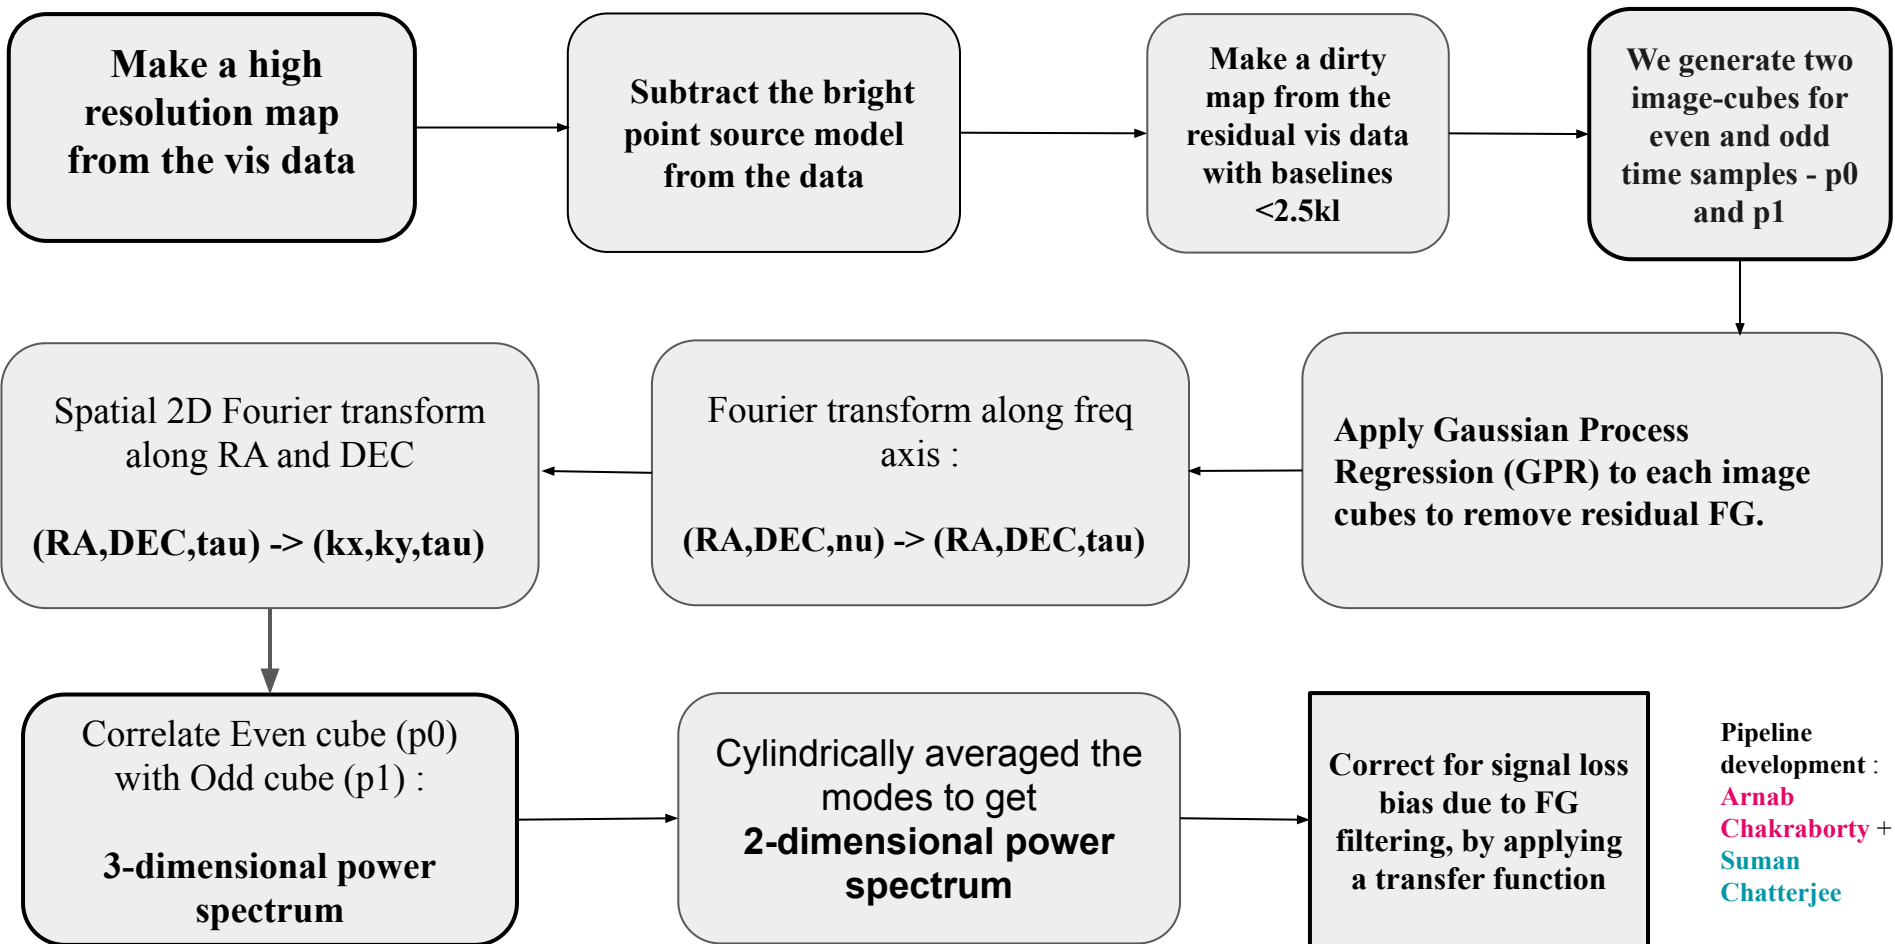 Make a high
resolution map
from the vis data
Subtract the bright
point source model
from the data
Make a dirty
map from the
residual vis data
with baselines
<2.5kl
We generate two
image-cubes for
even and odd
time samples - p0
and p1
Apply Gaussian Process
Regression (GPR) to each image
cubes to remove residual FG.
Fourier transform along freq
axis :
(RA,DEC,nu) -> (RA,DEC,tau)
Spatial 2D Fourier transform
along RA and DEC
(RA,DEC,tau) -> (kx,ky,tau)
Correlate Even cube (p0)
with Odd cube (p1) :
3-dimensional power
spectrum
Cylindrically averaged the
modes to get
2-dimensional power
spectrum
Correct for signal loss
bias due to FG
filtering, by applying
a transfer function
Pipeline
development :
Arnab
Chakraborty +
Suman
Chatterjee